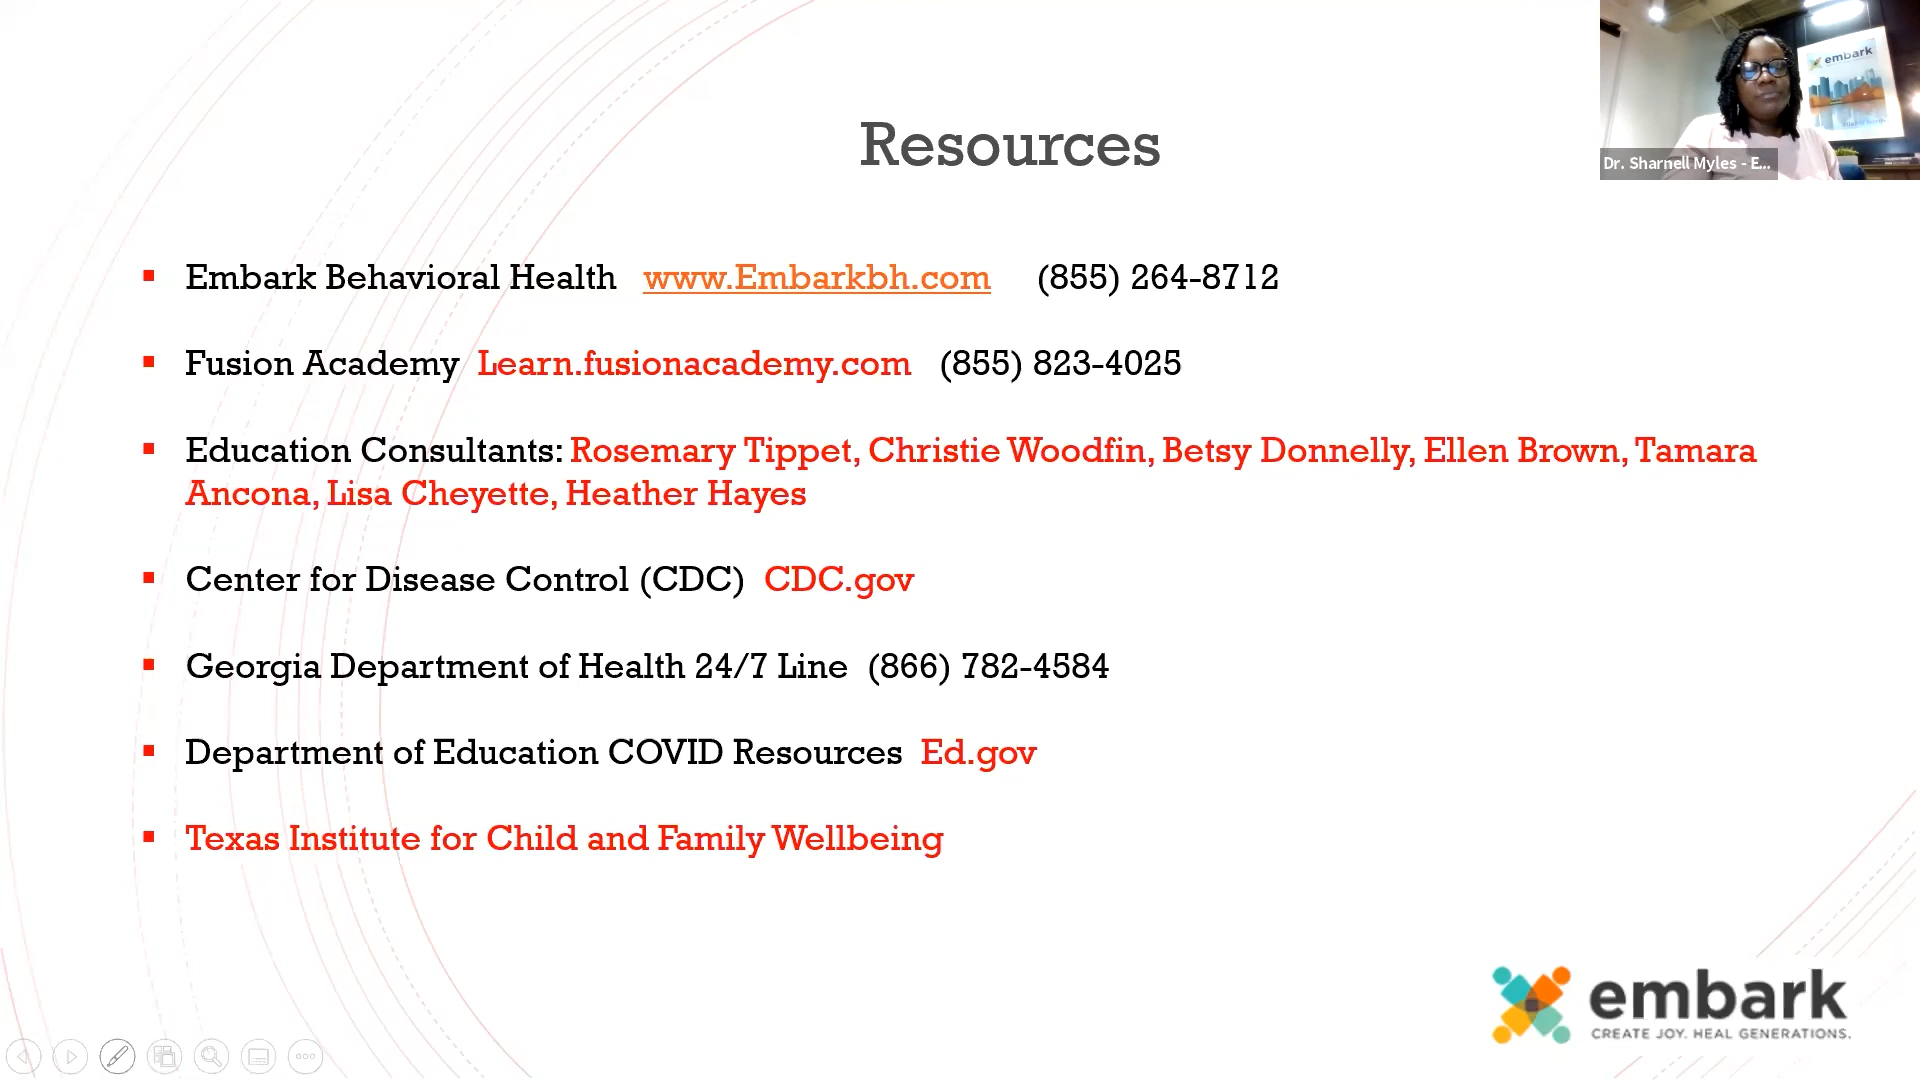 Resources
embark
Dr. Sharnell Myles - E...
Embark Behavioral Health www.Embarkbh.com (855) 264-8712
Fusion Academy Learn.fusionacademy.com (855) 823-4025
Education Consultants: Rosemary Tippet, Christie Woodfin, Betsy Donnelly, Ellen Brown, Tamara
Ancona, Lisa Cheyette, Heather Hayes
Center for Disease Control (CDC) CDC.gov
Georgia Department of Health 24/7 Line (866) 782-4584
Department of Education COVID Resources Ed.gov
Texas Institute for Child and Family Wellbeing
embark
CREATE JOY. HEAL GENERATIONS.